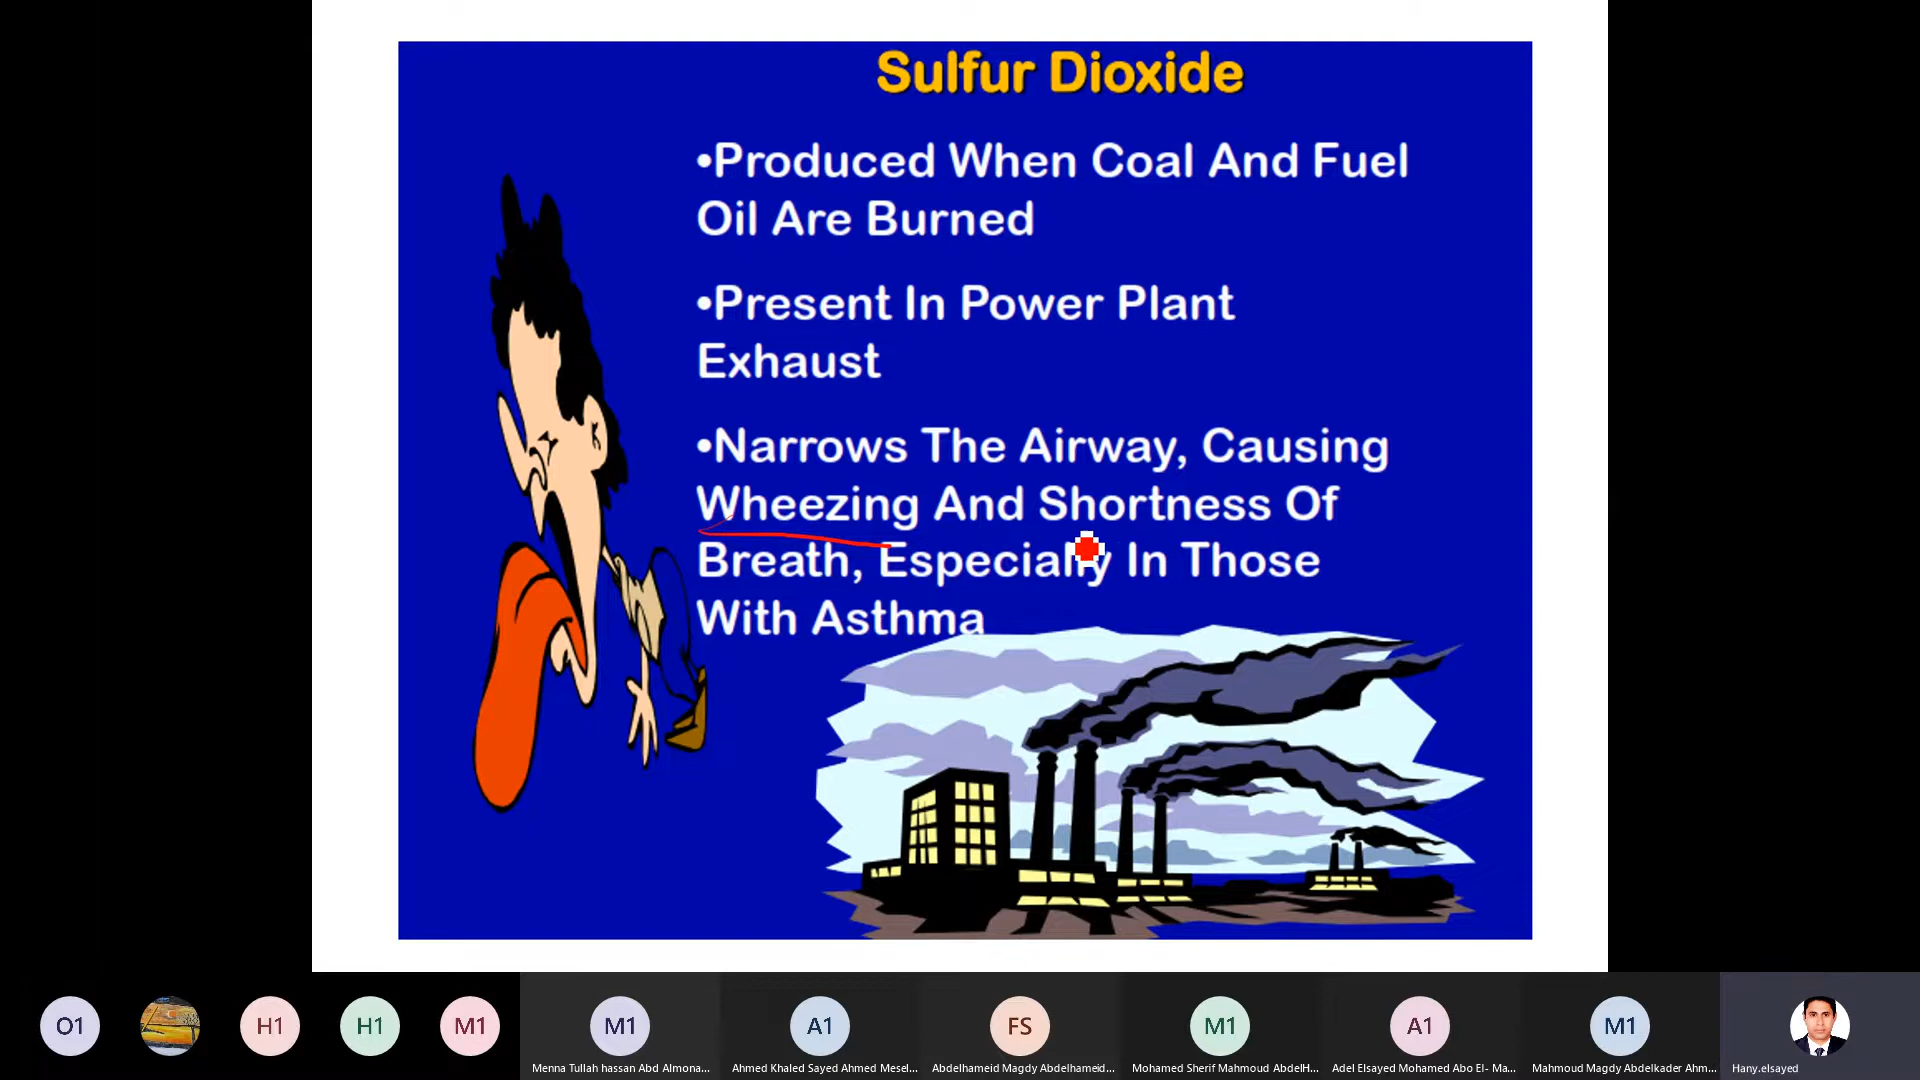 Sulfur Dioxide
•Produced When Coal And Fuel
Oil Are Burned
•Present In Power Plant
Exhaust
•Narrows The Airway, Causing
Wheezing And Shortness Of
Breath, Especially In Those
With Asthma
O1
H1
H1
M1
M1
A1
FS
M1
A1
M1
Menna Tullah hassan Abd Almona...
Ahmed Khaled Sayed Ahmed Mesel...
Abdelhameid Magdy Abdelhameid...
Mohamed Sherif Mahmoud AbdelH...
Adel Elsayed Mohamed Abo El- Ma...
Mahmoud Magdy Abdelkader Ahm...
Hany.elsayed